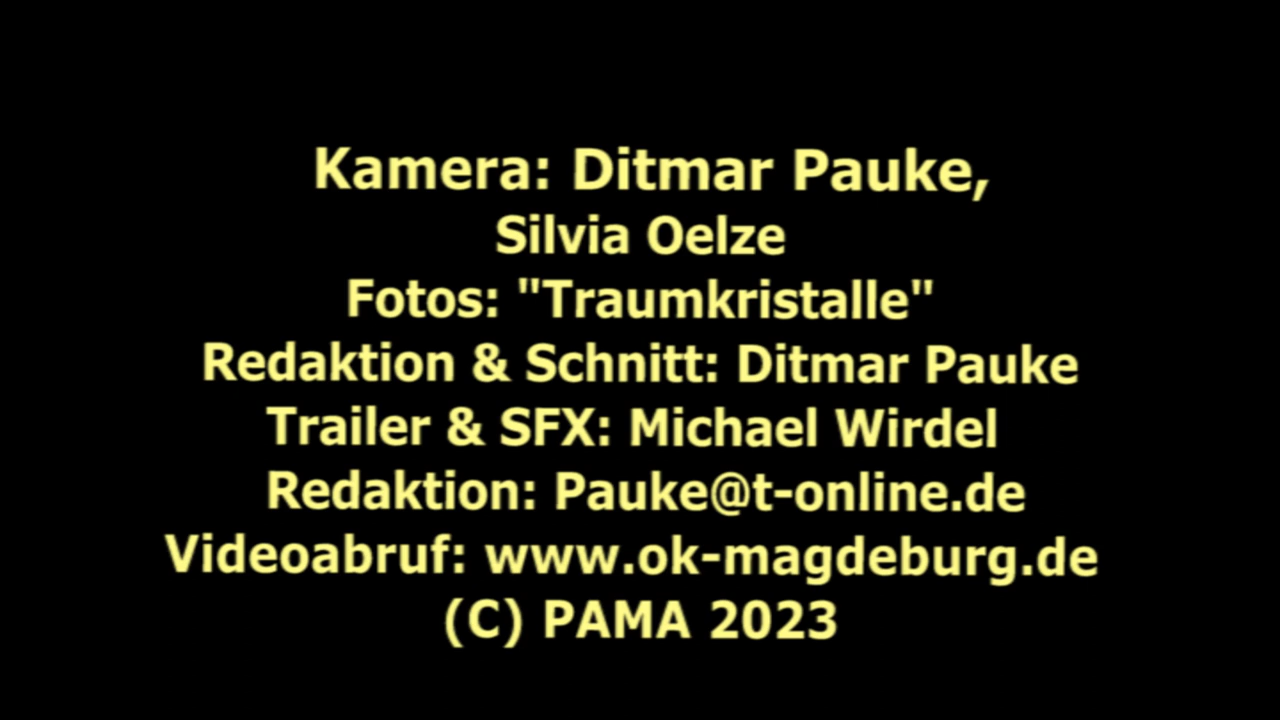 Kamera: Ditmar Pauke,
Silvia Oelze
Fotos: "Traumkristalle"
Redaktion & Schnitt: Ditmar Pauke
Trailer & SFX: Michael Wirdel
Redaktion: Pauke@t-online.de
Videoabruf: www.ok-magdeburg.de
(C) PAMA 2023